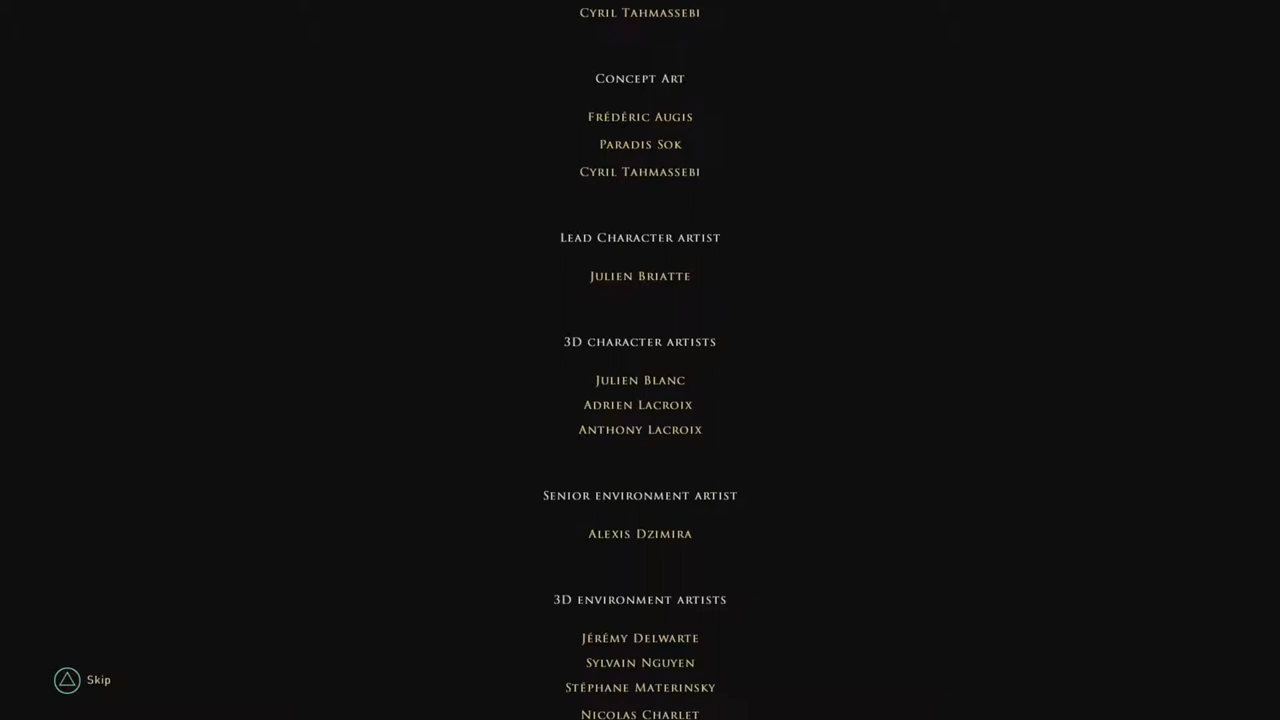 Cyril Tahmassebi
Concept Art
Frédéric Augis
Paradis Sok
Cyril Tahmassebi
Lead Character artist
Julien Briatte
3D character artists
Julien Blanc
Adrien Lacroix
Anthony Lacroix
Senior environment artist
Alexis Dzimira
3D environment artists
Jérémy Delwarte
Sylvain Nguyen
Stéphane Materinsky
Nicolas Charlet
Skip